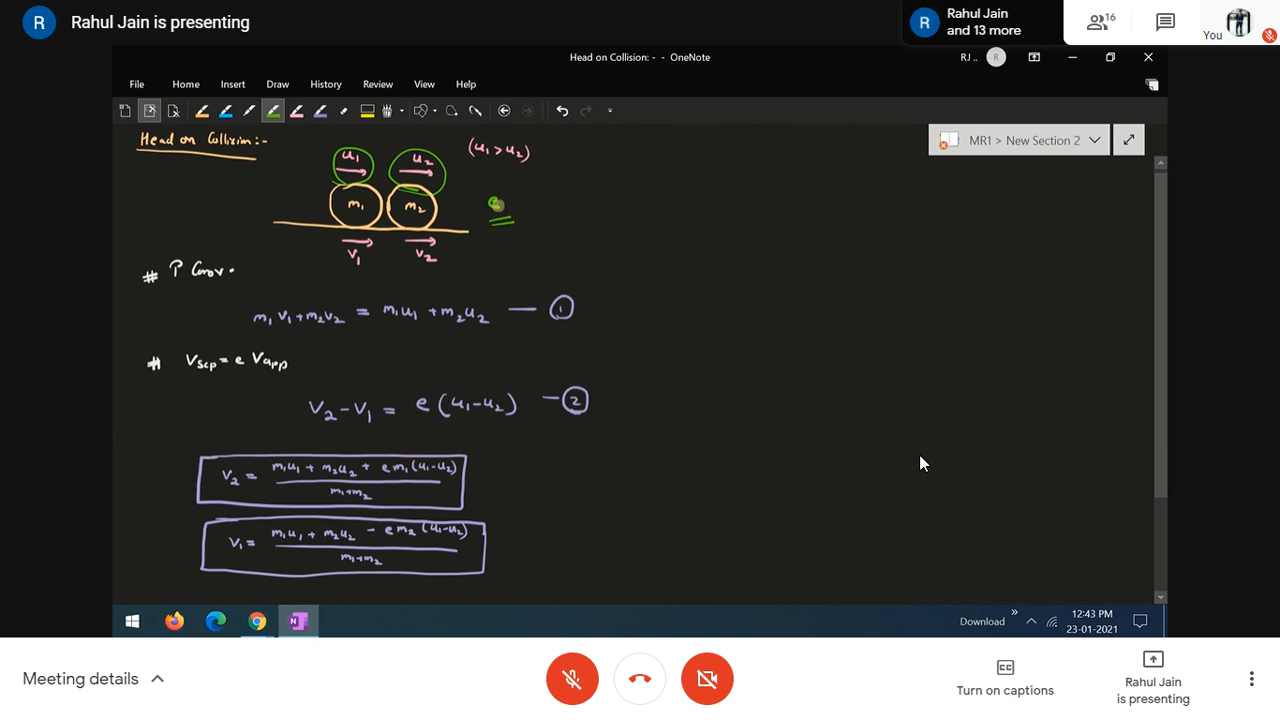 R Rahul Jain is presenting
R Rahul Jain and 13 more
16
You
Head on Collision: - - OneNote
RJ .. R
File Home Insert Draw History Review View Help
MR1 > New Section 2
Head on Collision:-
u₁ u₂ (u₁ > u₂)
m₁ m₂
v₁ v₂
# P Conv.
m₁v₁ + m₂v₂ = m₁u₁ + m₂u₂ — ①
# Vsep = e Vapp
v₂ - v₁ = e (u₁ - u₂) — ②
v₂ = (m₁u₁ + m₂u₂ + em₁(u₁-u₂)) / (m₁+m₂)
v₁ = (m₁u₁ + m₂u₂ - em₂(u₁-u₂)) / (m₁+m₂)
Download » 12:43 PM
23-01-2021
Meeting details
CC
Turn on captions
Rahul Jain
is presenting